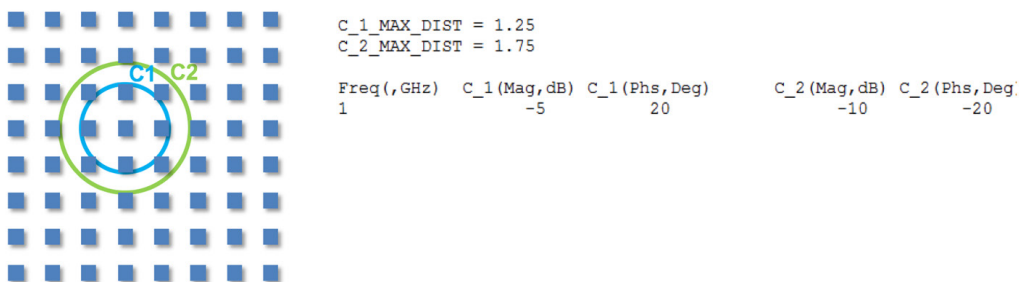 C1 C2
C_1_MAX_DIST = 1.25
C_2_MAX_DIST = 1.75
Freq(,GHz) C_1(Mag,dB) C_1(Phs,Deg) C_2(Mag,dB) C_2(Phs,Deg)
1 -5 20 -10 -20